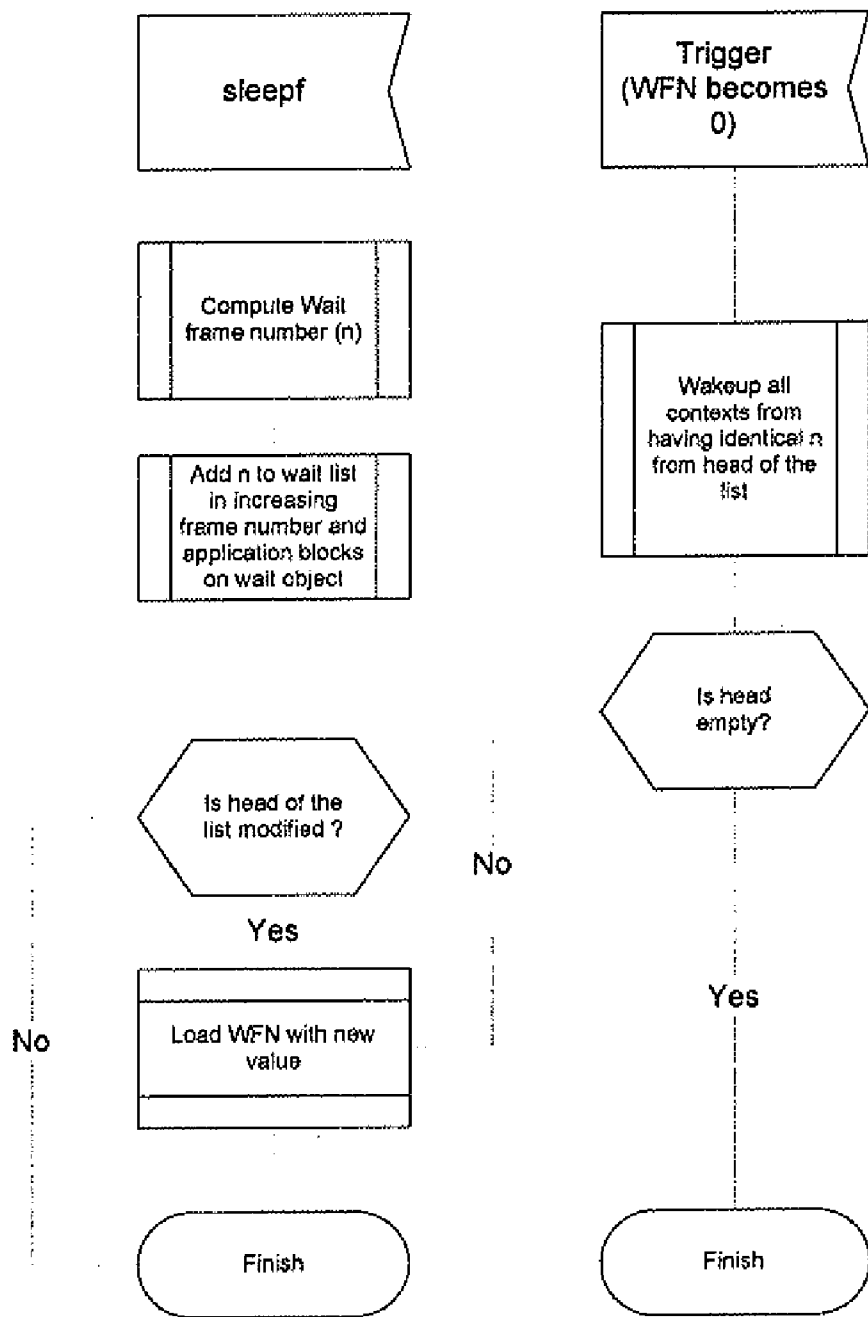 sleepf
Compute Wait
frame number (n)
Add n to wait list
in increasing
frame number and
application blocks
on wait object
Is head of the
list modified ?
Yes
No
Load WFN with new
value
Finish
Trigger
(WFN becomes
0)
Wakeup all
contexts from
having identical n
from head of the
list
Is head
empty?
No
Yes
Finish